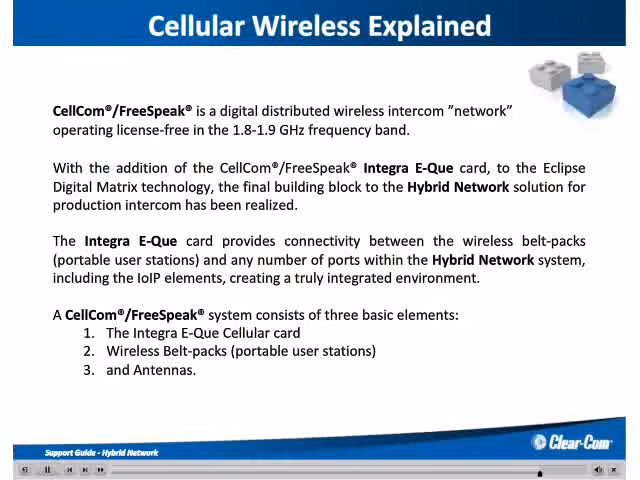 Cellular Wireless Explained
CellCom®/FreeSpeak® is a digital distributed wireless intercom ”network”
operating license-free in the 1.8-1.9 GHz frequency band.
With the addition of the CellCom®/FreeSpeak® Integra E-Que card, to the Eclipse
Digital Matrix technology, the final building block to the Hybrid Network solution for
production intercom has been realized.
The Integra E-Que card provides connectivity between the wireless belt-packs
(portable user stations) and any number of ports within the Hybrid Network system,
including the IoIP elements, creating a truly integrated environment.
A CellCom®/FreeSpeak® system consists of three basic elements:
1. The Integra E-Que Cellular card
2. Wireless Belt-packs (portable user stations)
3. and Antennas.
Support Guide - Hybrid Network
Clear-Com®